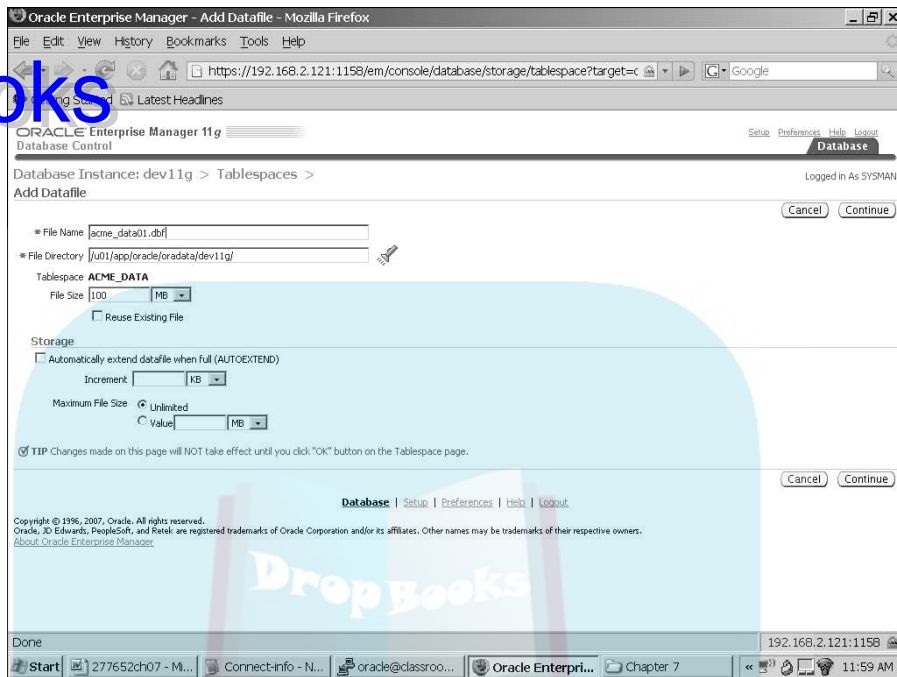 Oracle Enterprise Manager - Add Datafile - Mozilla Firefox
File Edit View History Bookmarks Tools Help
https://192.168.2.121:1158/em/console/database/storage/tablespace?target=c
G Google
oks
Latest Headlines
ORACLE Enterprise Manager 11g
Setup Preferences Help Logout
Database Control
Database
Database Instance: dev11g > Tablespaces >
Logged in As SYSMAN
Add Datafile
Cancel Continue
* File Name acme_data01.dbf
* File Directory /u01/app/oracle/oradata/dev11g/
Tablespace ACME_DATA
File Size 100 MB
Reuse Existing File
Storage
Automatically extend datafile when full (AUTOEXTEND)
Increment KB
Maximum File Size Unlimited
Value MB
TIP Changes made on this page will NOT take effect until you click "OK" button on the Tablespace page.
Cancel Continue
Database | Setup | Preferences | Help | Logout
Copyright © 1996, 2007, Oracle. All rights reserved.
Oracle, JD Edwards, PeopleSoft, and Retek are registered trademarks of Oracle Corporation and/or its affiliates. Other names may be trademarks of their respective owners.
About Oracle Enterprise Manager
DropBooks
Done
192.168.2.121:1158
Start 277652ch07 - M... Connect-info - N... oracle@classroo... Oracle Enterpri... Chapter 7 « 11:59 AM